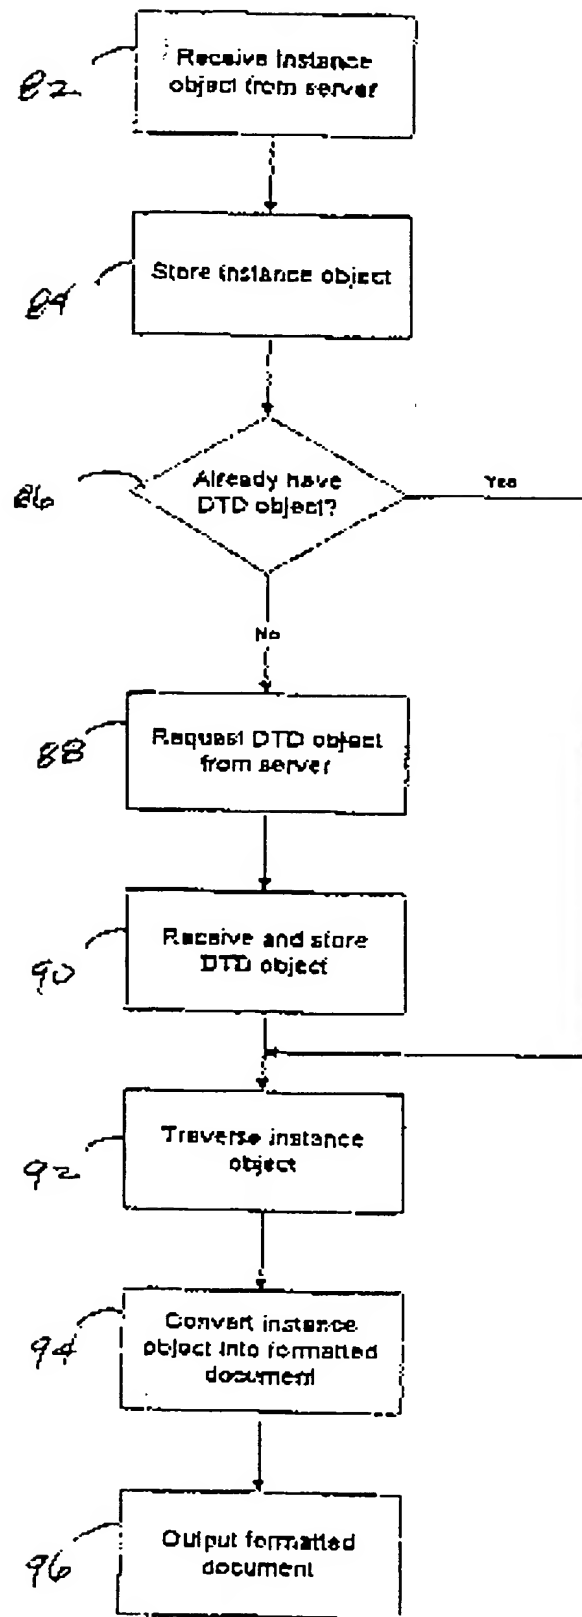 82
Receive instance
object from server
84
Store instance object
86
Already have
DTD object?
Yes
No
88
Request DTD object
from server
90
Receive and store
DTD object
92
Traverse instance
object
94
Convert instance
object into formatted
document
96
Output formatted
document